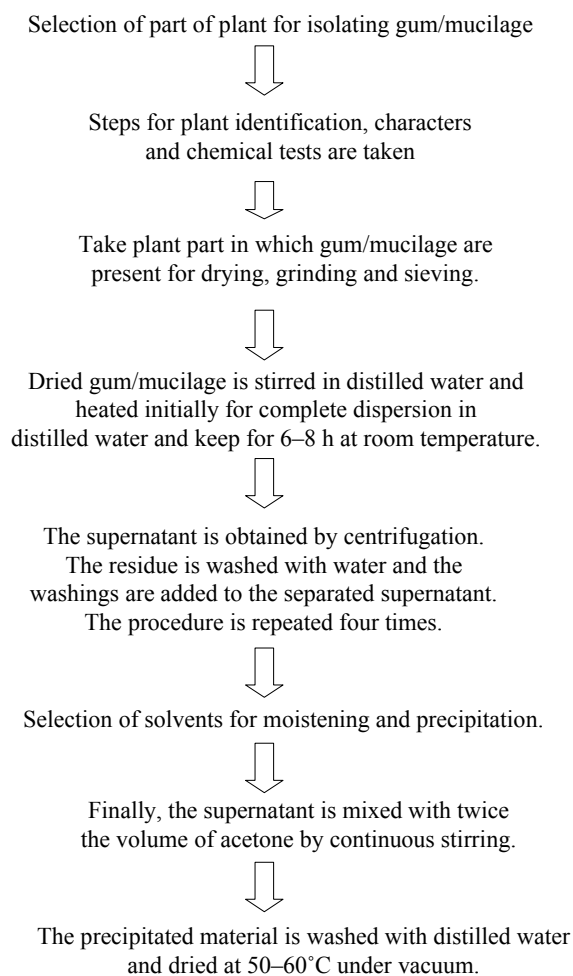 Selection of part of plant for isolating gum/mucilage
Steps for plant identification, characters
and chemical tests are taken
Take plant part in which gum/mucilage are
present for drying, grinding and sieving.
Dried gum/mucilage is stirred in distilled water and
heated initially for complete dispersion in
distilled water and keep for 6–8 h at room temperature.
The supernatant is obtained by centrifugation.
The residue is washed with water and the
washings are added to the separated supernatant.
The procedure is repeated four times.
Selection of solvents for moistening and precipitation.
Finally, the supernatant is mixed with twice
the volume of acetone by continuous stirring.
The precipitated material is washed with distilled water
and dried at 50–60˚C under vacuum.